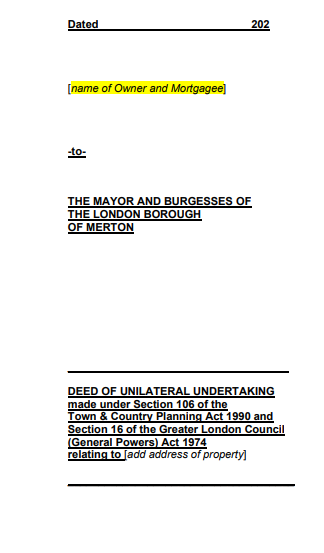 Dated 202
[name of Owner and Mortgagee]
-to-
THE MAYOR AND BURGESSES OF
THE LONDON BOROUGH
OF MERTON
DEED OF UNILATERAL UNDERTAKING
made under Section 106 of the
Town & Country Planning Act 1990 and
Section 16 of the Greater London Council
(General Powers) Act 1974
relating to [add address of property]